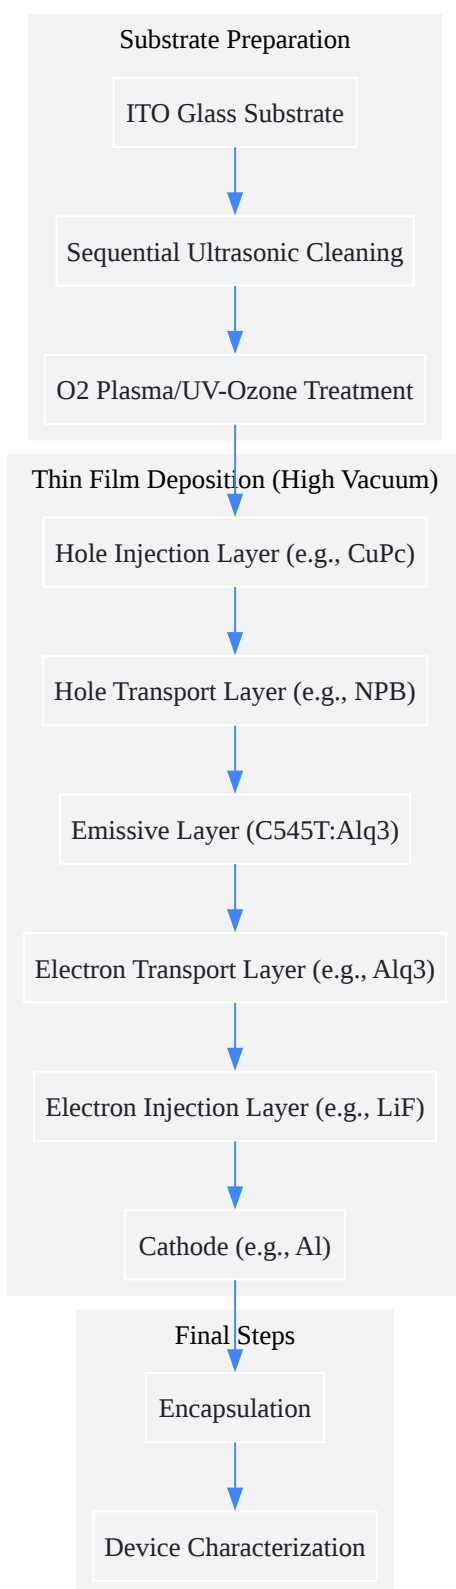 Substrate Preparation
ITO Glass Substrate
Sequential Ultrasonic Cleaning
O2 Plasma/UV-Ozone Treatment
Thin Film Deposition (High Vacuum)
Hole Injection Layer (e.g., CuPc)
Hole Transport Layer (e.g., NPB)
Emissive Layer (C545T:Alq3)
Electron Transport Layer (e.g., Alq3)
Electron Injection Layer (e.g., LiF)
Cathode (e.g., Al)
Final Steps
Encapsulation
Device Characterization